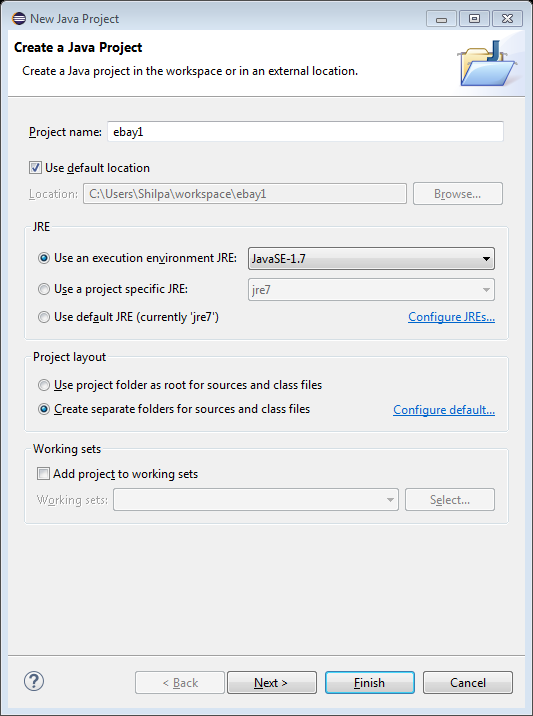 New Java Project
Create a Java Project
Create a Java project in the workspace or in an external location.
Project name: ebay1
Use default location
Location: C:\Users\Shilpa\workspace\ebay1 Browse...
JRE
Use an execution environment JRE: JavaSE-1.7
Use a project specific JRE: jre7
Use default JRE (currently 'jre7') Configure JREs...
Project layout
Use project folder as root for sources and class files
Create separate folders for sources and class files Configure default...
Working sets
Add project to working sets
Working sets: Select...
? < Back Next > Finish Cancel